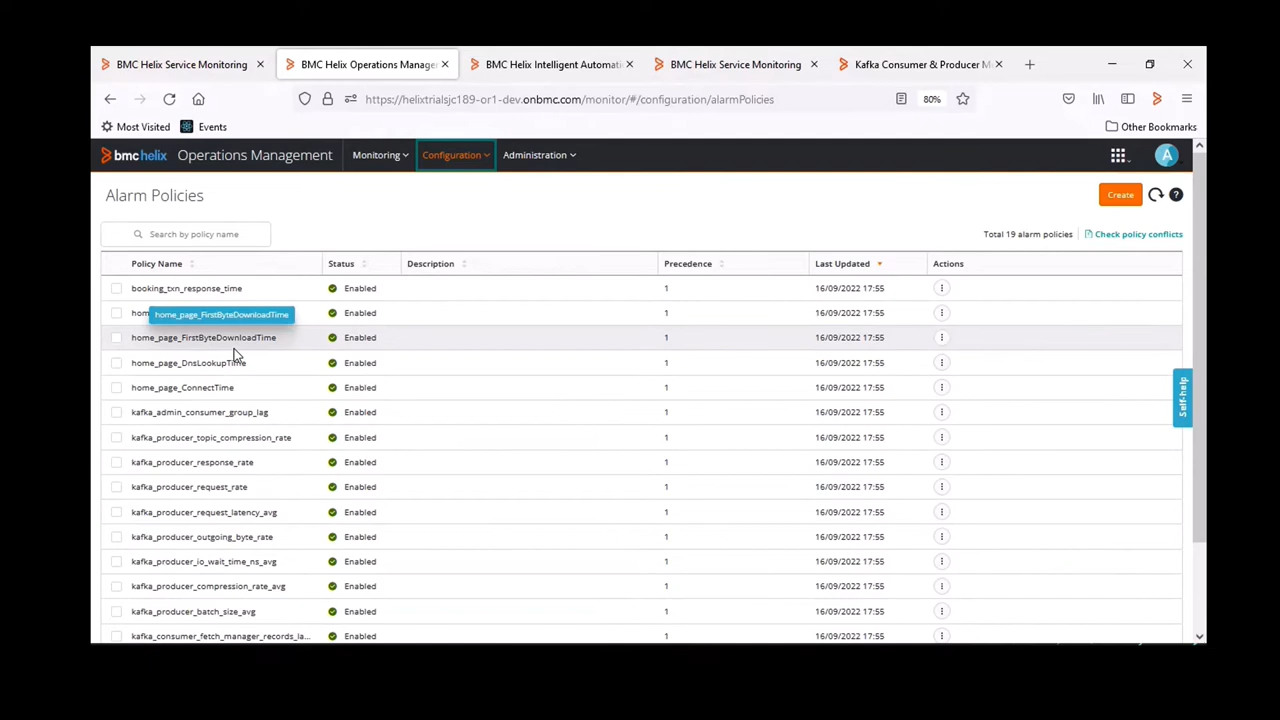 BMC Helix Service Monitoring
BMC Helix Operations Manage
BMC Helix Intelligent Automati
BMC Helix Service Monitoring
Kafka Consumer & Producer M
https://helixtrialsjc189-or1-dev.onbmc.com/monitor/#/configuration/alarmPolicies
80%
Most Visited
Events
Other Bookmarks
bmchelix Operations Management
Monitoring
Configuration
Administration
A
Alarm Policies
Create
Search by policy name
Total 19 alarm policies
Check policy conflicts
Policy Name Status Description Precedence Last Updated Actions
booking_txn_response_time Enabled 1 16/09/2022 17:55
hom Enabled 1 16/09/2022 17:55
home_page_FirstByteDownloadTime
home_page_FirstByteDownloadTime Enabled 1 16/09/2022 17:55
home_page_DnsLookupTime Enabled 1 16/09/2022 17:55
home_page_ConnectTime Enabled 1 16/09/2022 17:55
kafka_admin_consumer_group_lag Enabled 1 16/09/2022 17:55
kafka_producer_topic_compression_rate Enabled 1 16/09/2022 17:55
kafka_producer_response_rate Enabled 1 16/09/2022 17:55
kafka_producer_request_rate Enabled 1 16/09/2022 17:55
kafka_producer_request_latency_avg Enabled 1 16/09/2022 17:55
kafka_producer_outgoing_byte_rate Enabled 1 16/09/2022 17:55
kafka_producer_io_wait_time_ns_avg Enabled 1 16/09/2022 17:55
kafka_producer_compression_rate_avg Enabled 1 16/09/2022 17:55
kafka_producer_batch_size_avg Enabled 1 16/09/2022 17:55
kafka_consumer_fetch_manager_records_la... Enabled 1 16/09/2022 17:55
Self-help